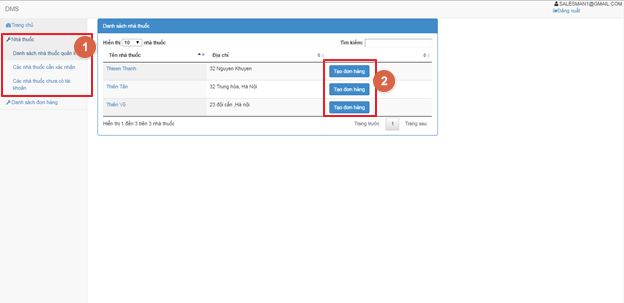 DMS
SALESMAN1@GMAIL.COM
Đăng xuất
Trang chủ
Nhà thuốc
Danh sách nhà thuốc quản
Các nhà thuốc cần xác nhận
Các nhà thuốc chưa có tài
khoản
Danh sách đơn hàng
1
Danh sách nhà thuốc
Hiển thị 10 nhà thuốc
Tìm kiếm:
Tên nhà thuốc Địa chỉ
Thieen Thanh 32 Nguyen Khuyen Tạo đơn hàng
Thiên Tân 32 Trung hòa, Hà Nội Tạo đơn hàng
Thiên Vũ 23 đội cấn ,Hà nội Tạo đơn hàng
2
Hiển thị 1 đến 3 trên 3 nhà thuốc
Trang trước 1 Trang sau